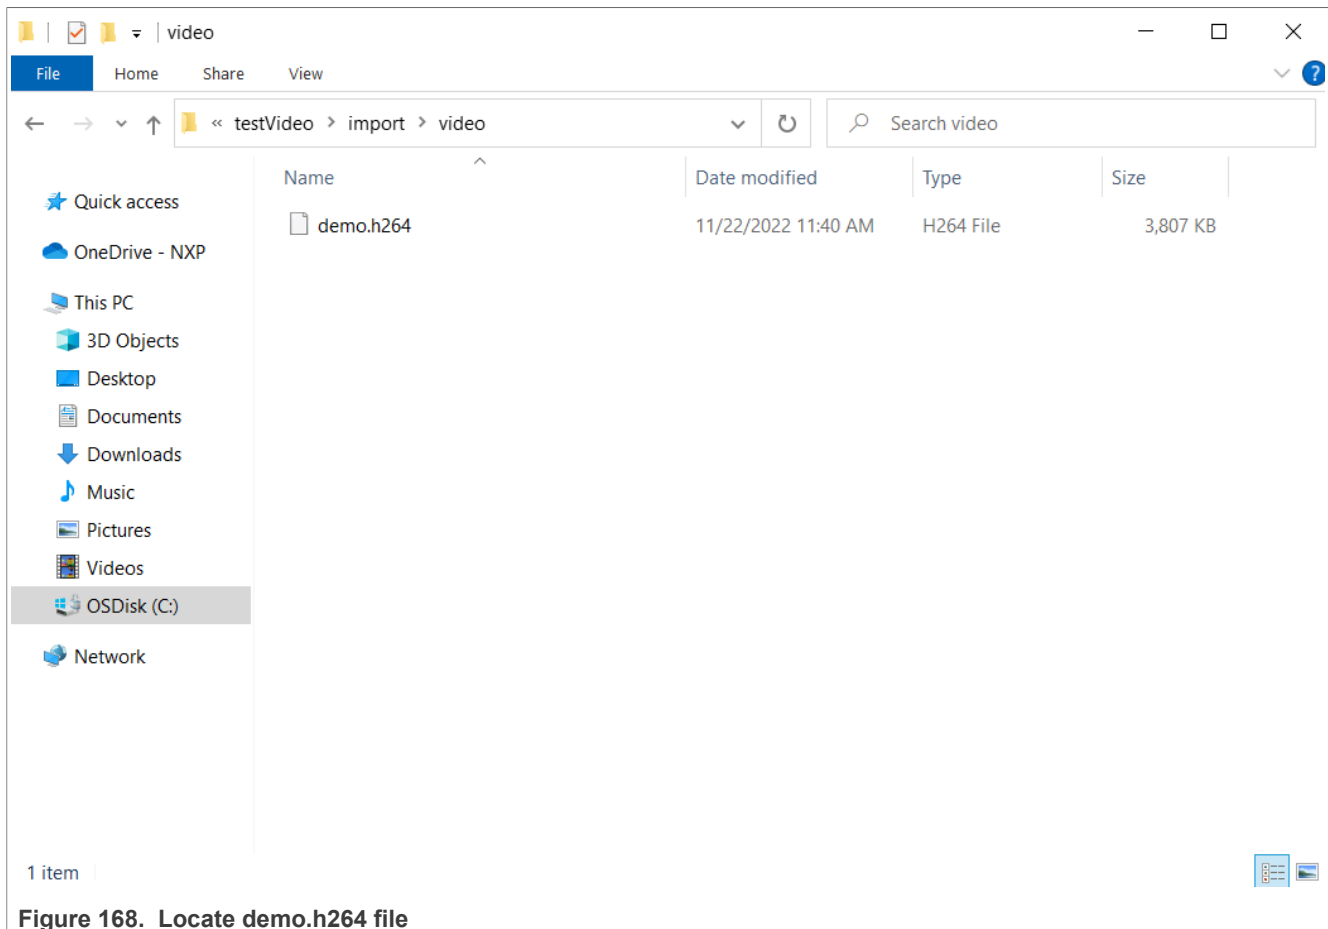 video
File Home Share View ?
« testVideo > import > video Search video
Name Date modified Type Size
demo.h264 11/22/2022 11:40 AM H264 File 3,807 KB
Quick access
OneDrive - NXP
This PC
3D Objects
Desktop
Documents
Downloads
Music
Pictures
Videos
OSDisk (C:)
Network
1 item
Figure 168. Locate demo.h264 file